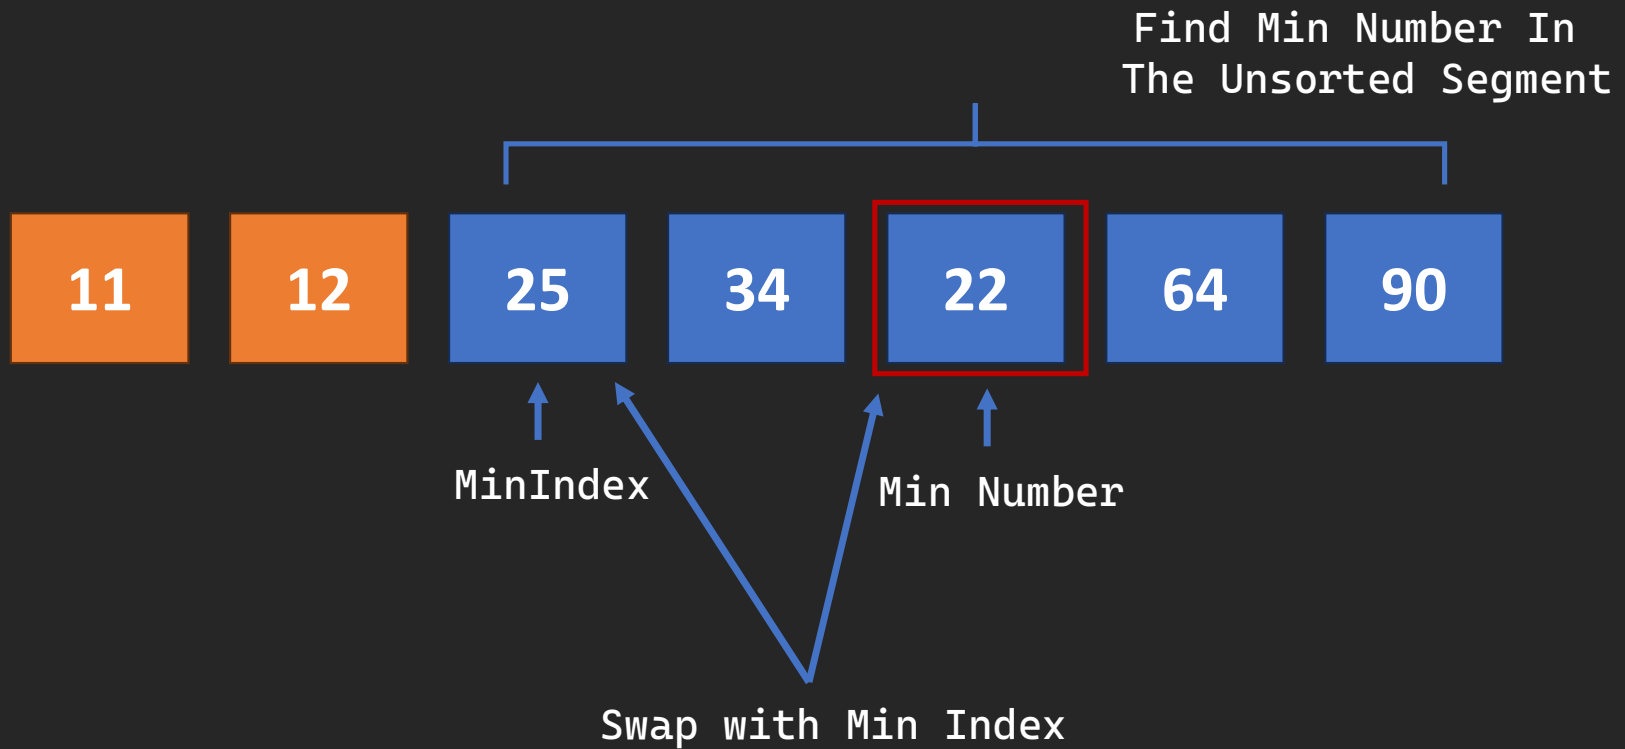 Find Min Number In
The Unsorted Segment
11 12 25 34 22 64 90
MinIndex Min Number
Swap with Min Index